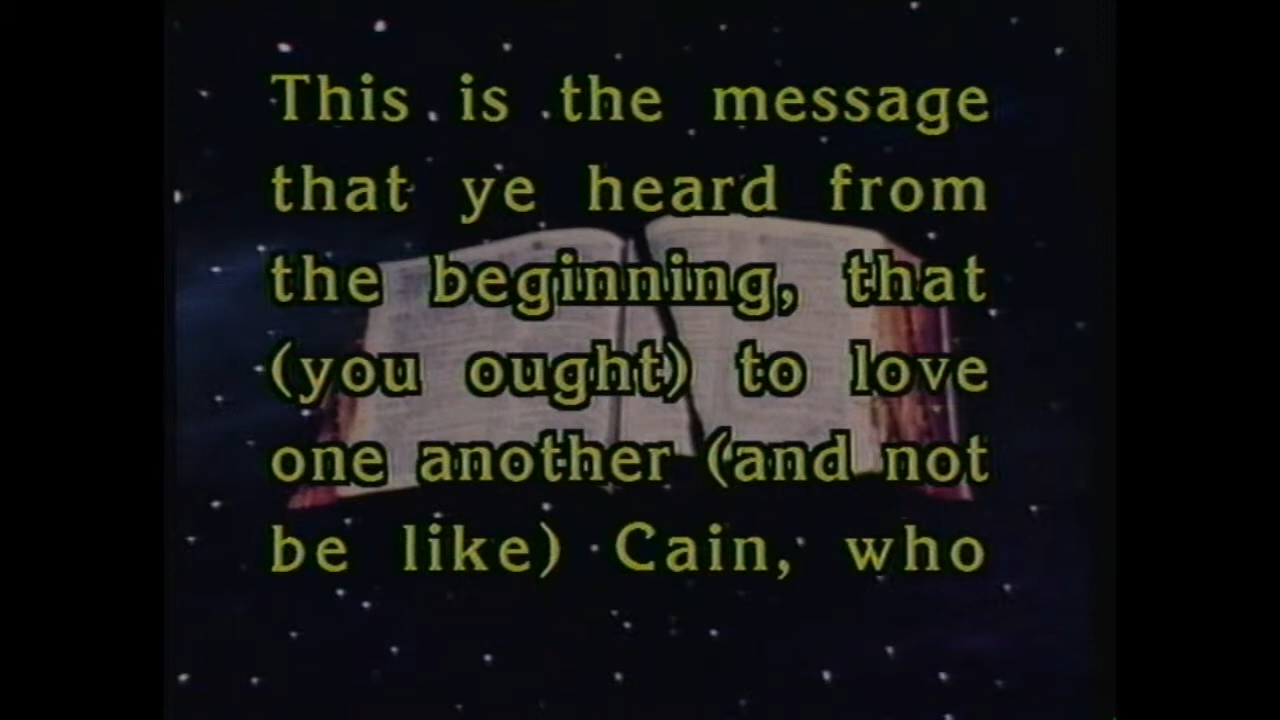 This is the message
that ye heard from
the beginning, that
(you ought) to love
one another (and not
be like) Cain, who